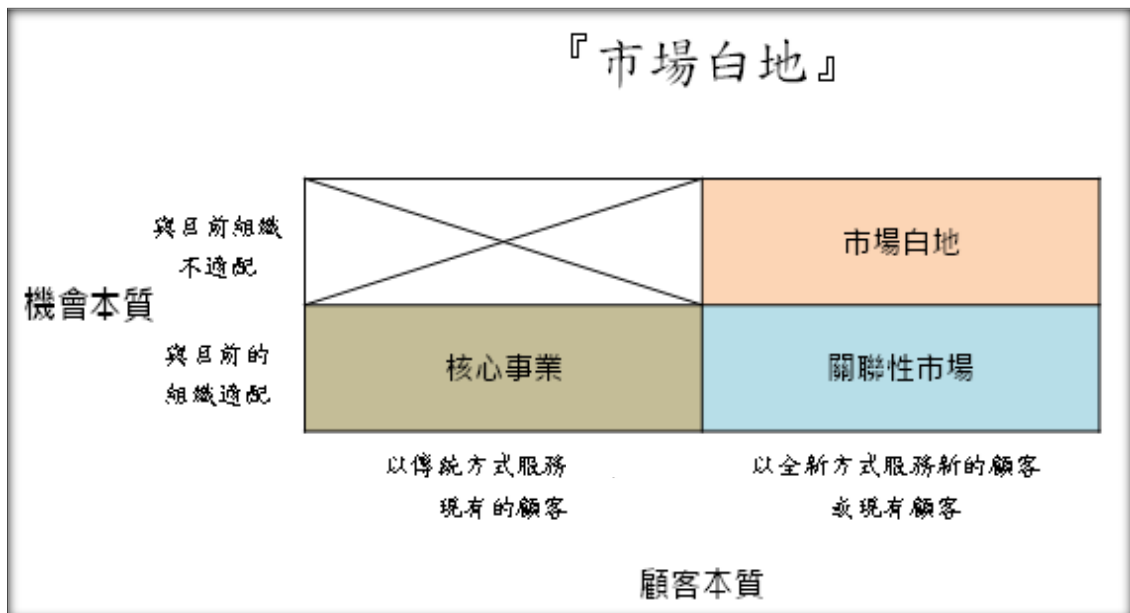 『市場白地』
與目前組織
不適配
市場白地
機會本質
與目前的
組織適配
核心事業
關聯性市場
以傳統方式服務
現有的顧客
以全新方式服務新的顧客
或現有顧客
顧客本質